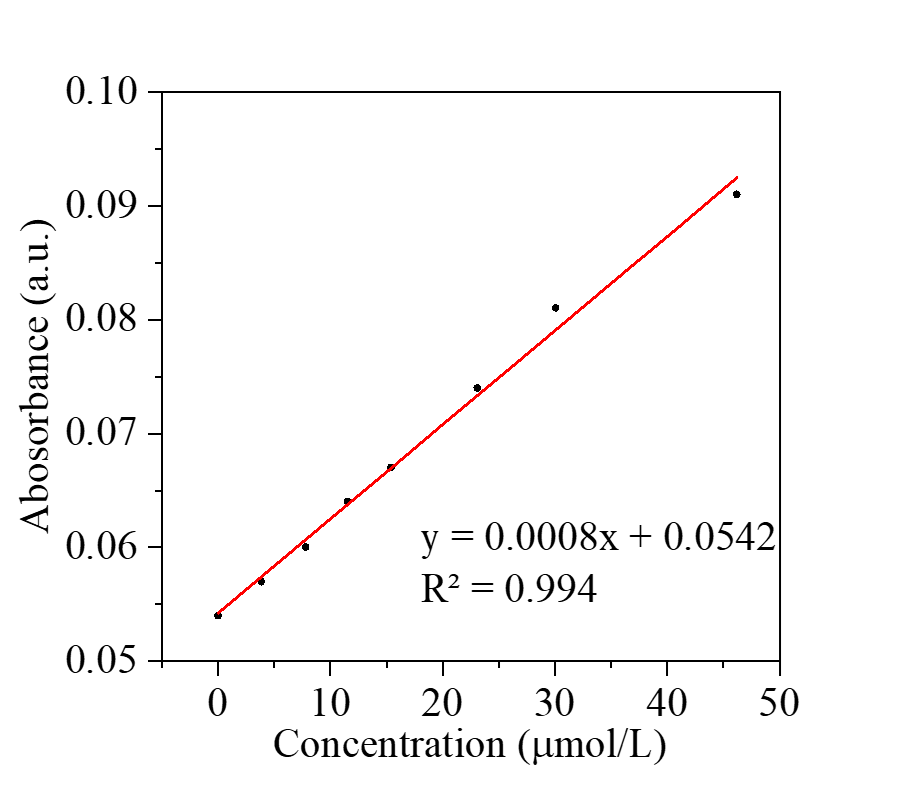 0.10
0.09
0.08
0.07
0.06
0.05
Abosorbance (a.u.)
y = 0.0008x + 0.0542
R² = 0.994
0 10 20 30 40 50
Concentration (μmol/L)